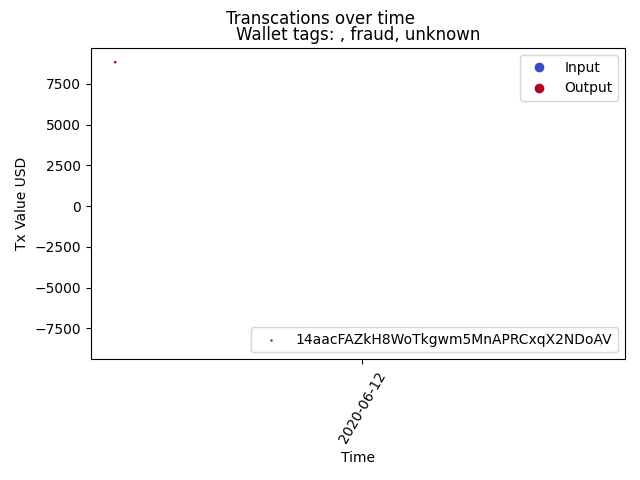 Transcations over time
Wallet tags: , fraud, unknown
Input
Output
7500
5000
2500
0
−2500
−5000
−7500
Tx Value USD
14aacFAZkH8WoTkgwm5MnAPRCxqX2NDoAV
2020-06-12
Time